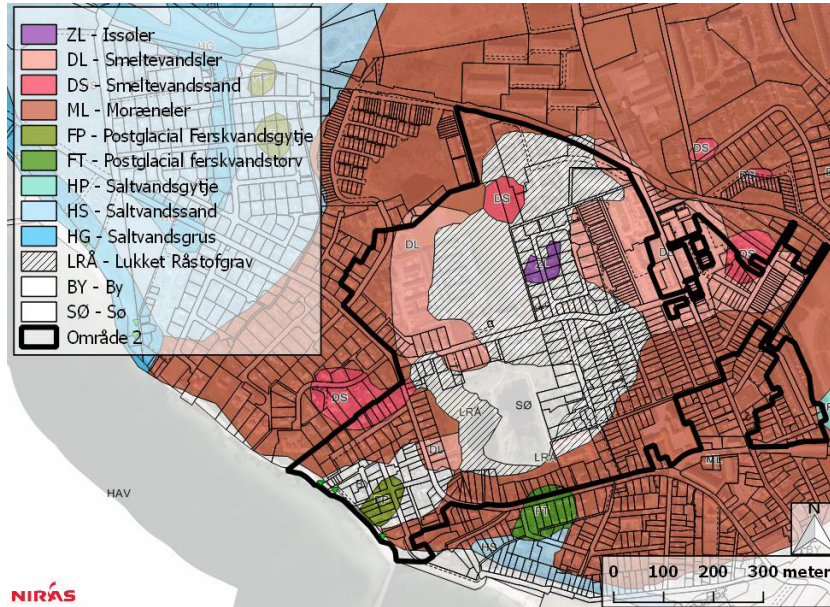 ZL - Issøler
DL - Smeltevandsler
DS - Smeltevandssand
ML - Moræneler
FP - Postglacial Ferskvandsgytje
FT - Postglacial ferskvandstørv
HP - Saltvandsgytje
HS - Saltvandssand
HG - Saltvandsgrus
LRÅ - Lukket Råstofgrav
BY - By
SØ - Sø
Område 2
HG
DS
DS
DS
DL
DS
DS
LRÅ
SØ
LRÅ
DL
ML
HAV
BY
FP
FT
HS
N
0 100 200 300 meter
NIRAS